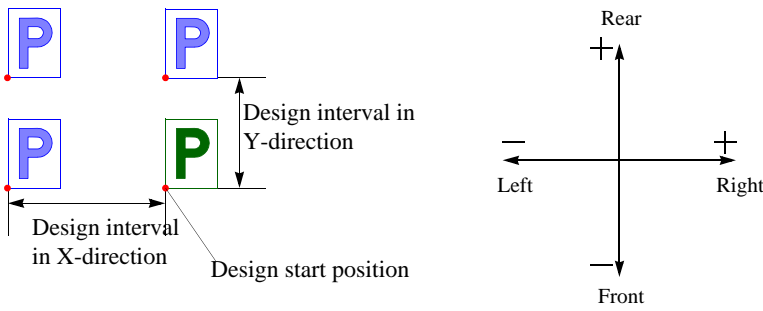 P P
Design interval in
Y-direction
P P
Design interval
in X-direction
Design start position
Rear
+
− +
Left Right
−
Front